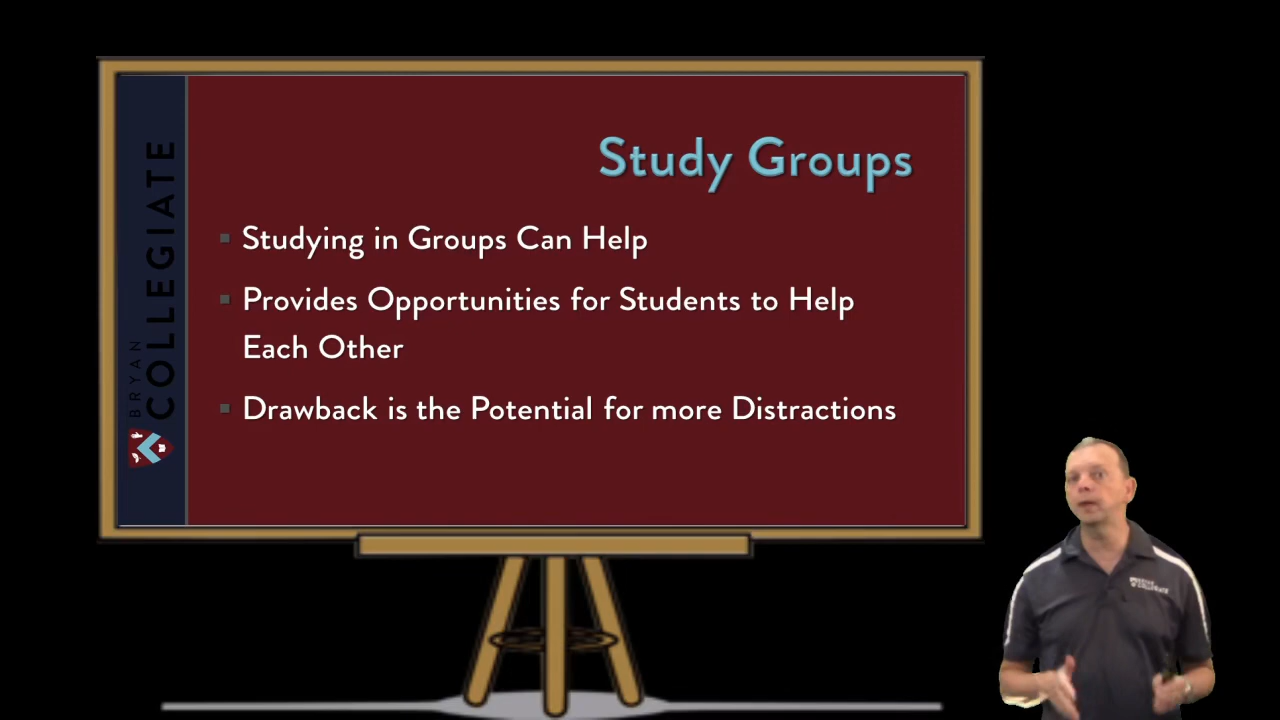 Study Groups
Studying in Groups Can Help
Provides Opportunities for Students to Help
Each Other
Drawback is the Potential for more Distractions
BRYAN
COLLEGIATE